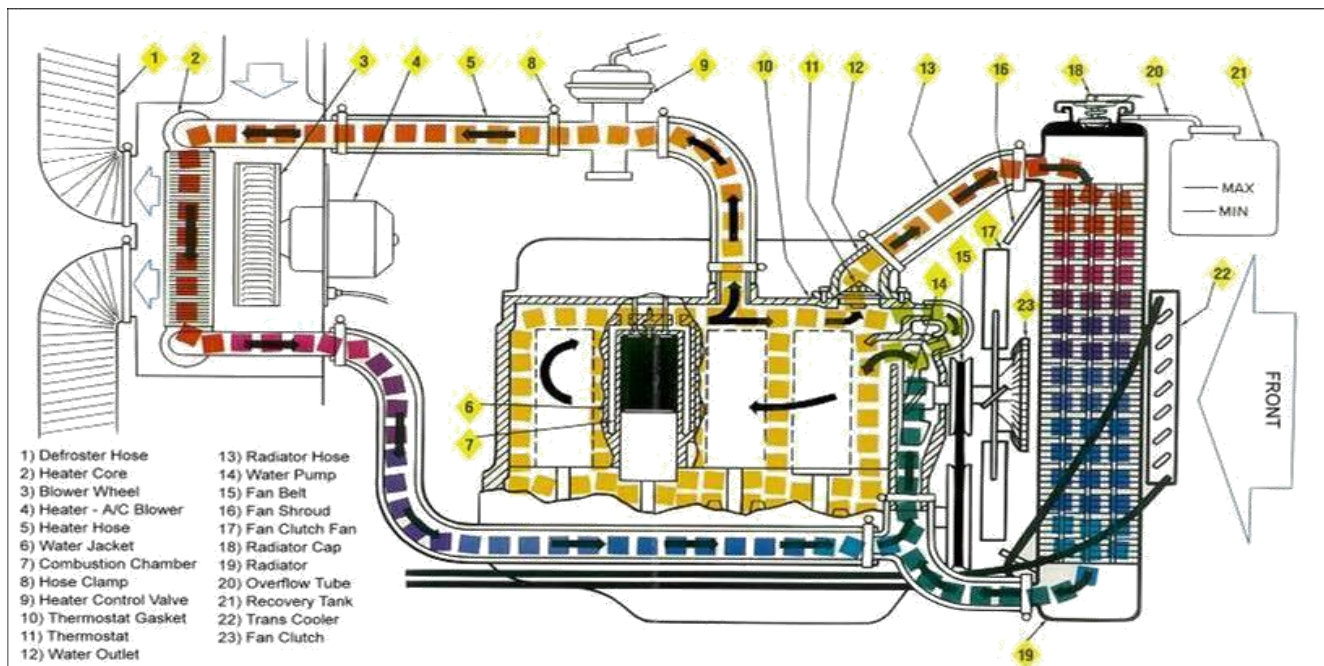 1
2
3
4
5
8
9
10
11
12
13
16
18
20
21
MAX
MIN
17
15
14
22
23
FRONT
6
7
19
1) Defroster Hose
2) Heater Core
3) Blower Wheel
4) Heater - A/C Blower
5) Heater Hose
6) Water Jacket
7) Combustion Chamber
8) Hose Clamp
9) Heater Control Valve
10) Thermostat Gasket
11) Thermostat
12) Water Outlet
13) Radiator Hose
14) Water Pump
15) Fan Belt
16) Fan Shroud
17) Fan Clutch Fan
18) Radiator Cap
19) Radiator
20) Overflow Tube
21) Recovery Tank
22) Trans Cooler
23) Fan Clutch